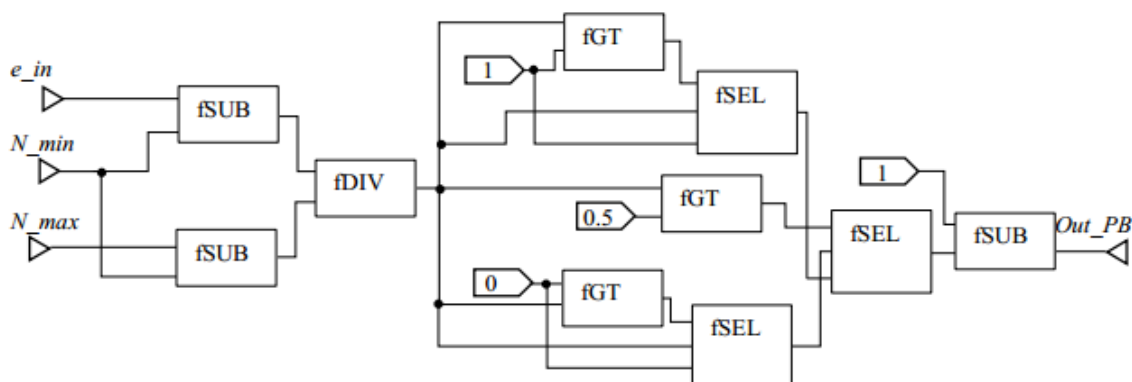 fGT
e_in
1
fSEL
fSUB
N_min
1
fDIV
fGT
N_max
0.5
fSEL
fSUB
Out_PB
fSUB
0
fGT
fSEL